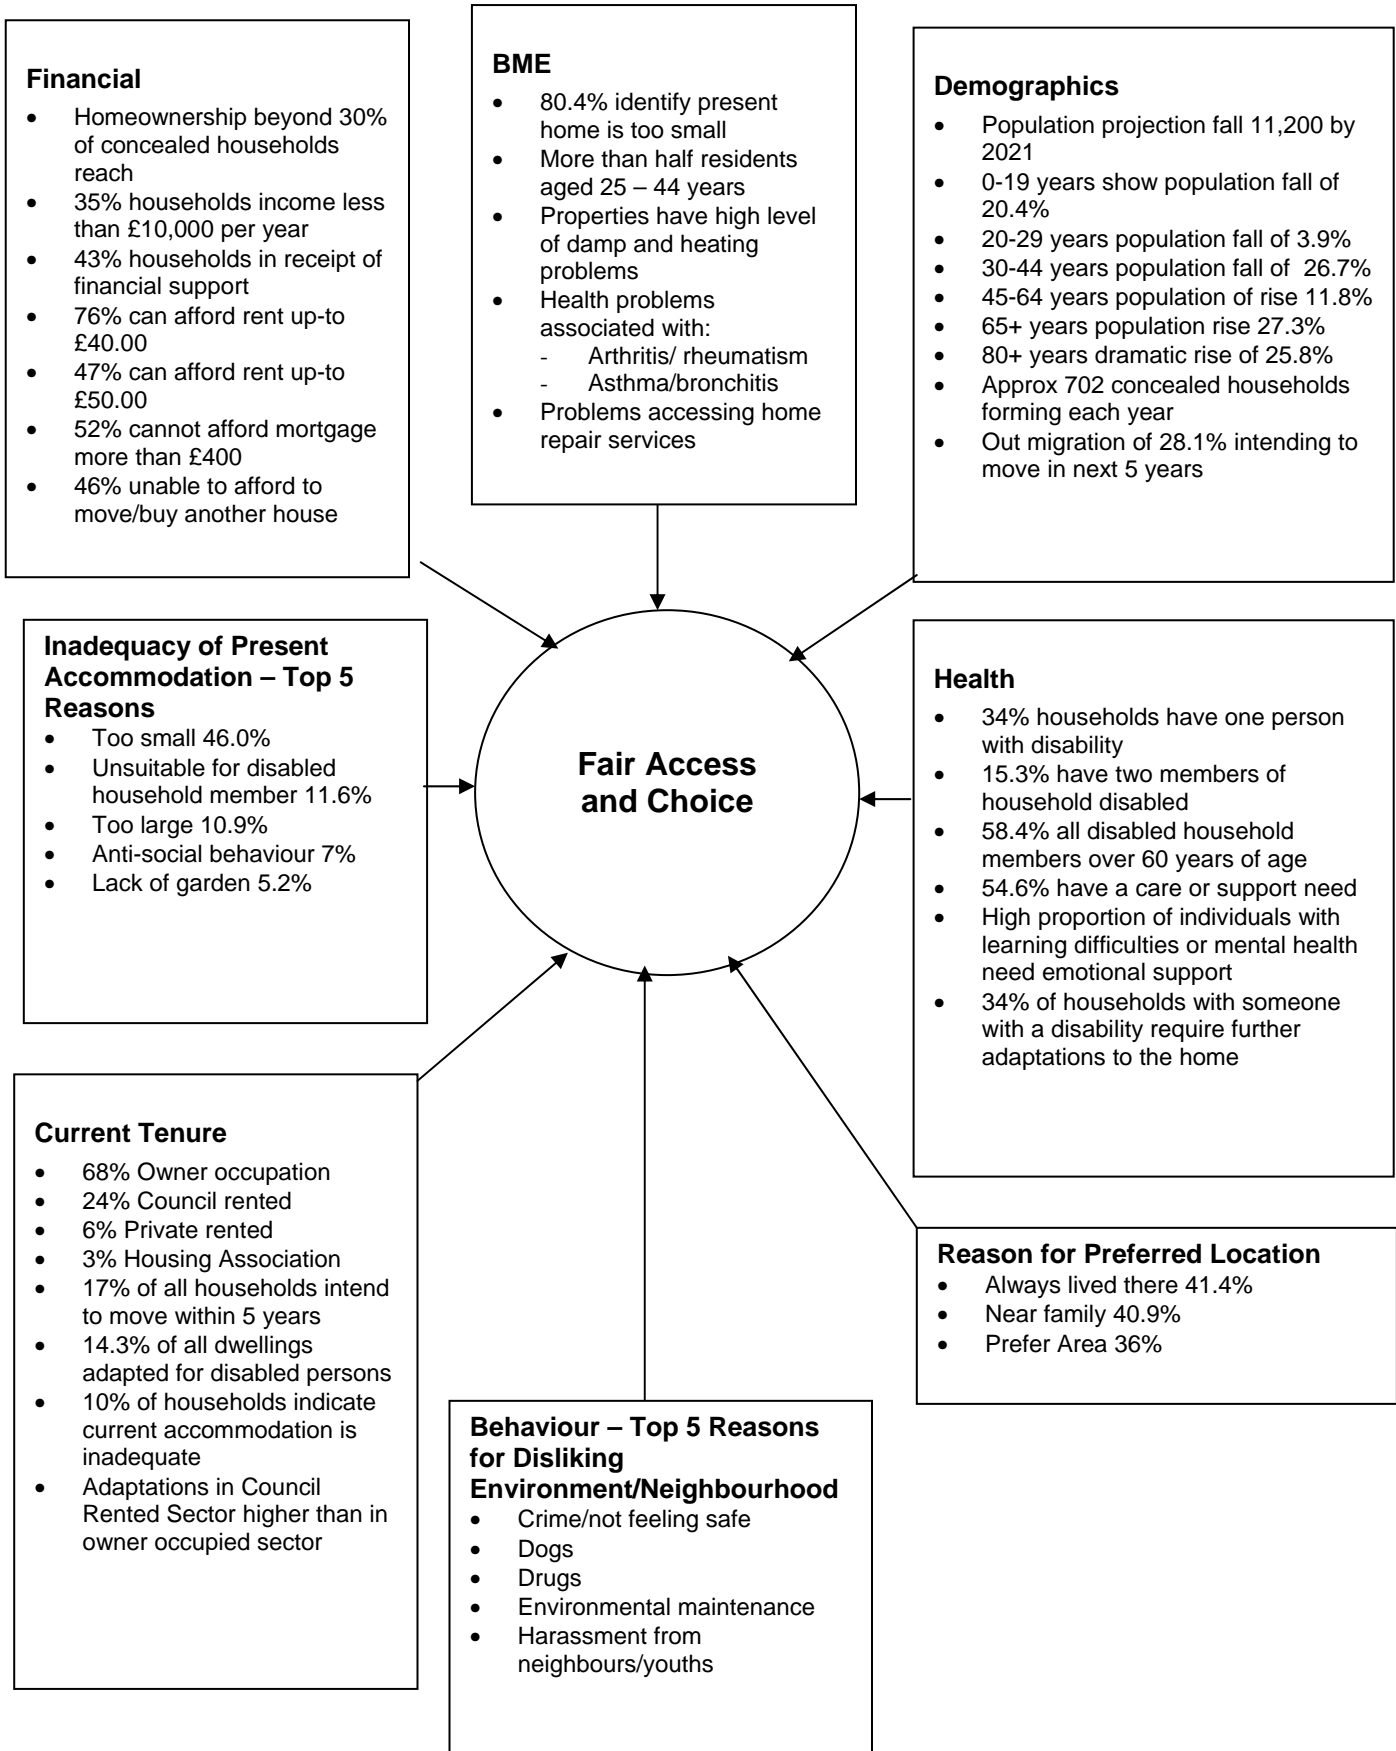 Financial
• Homeownership beyond 30%
of concealed households
reach
• 35% households income less
than £10,000 per year
• 43% households in receipt of
financial support
• 76% can afford rent up-to
£40.00
• 47% can afford rent up-to
£50.00
• 52% cannot afford mortgage
more than £400
• 46% unable to afford to
move/buy another house
BME
• 80.4% identify present
home is too small
• More than half residents
aged 25 – 44 years
• Properties have high level
of damp and heating
problems
• Health problems
associated with:
- Arthritis/ rheumatism
- Asthma/bronchitis
• Problems accessing home
repair services
Demographics
• Population projection fall 11,200 by
2021
• 0-19 years show population fall of
20.4%
• 20-29 years population fall of 3.9%
• 30-44 years population fall of 26.7%
• 45-64 years population of rise 11.8%
• 65+ years population rise 27.3%
• 80+ years dramatic rise of 25.8%
• Approx 702 concealed households
forming each year
• Out migration of 28.1% intending to
move in next 5 years
Inadequacy of Present
Accommodation – Top 5
Reasons
• Too small 46.0%
• Unsuitable for disabled
household member 11.6%
• Too large 10.9%
• Anti-social behaviour 7%
• Lack of garden 5.2%
Fair Access
and Choice
Health
• 34% households have one person
with disability
• 15.3% have two members of
household disabled
• 58.4% all disabled household
members over 60 years of age
• 54.6% have a care or support need
• High proportion of individuals with
learning difficulties or mental health
need emotional support
• 34% of households with someone
with a disability require further
adaptations to the home
Current Tenure
• 68% Owner occupation
• 24% Council rented
• 6% Private rented
• 3% Housing Association
• 17% of all households intend
to move within 5 years
• 14.3% of all dwellings
adapted for disabled persons
• 10% of households indicate
current accommodation is
inadequate
• Adaptations in Council
Rented Sector higher than in
owner occupied sector
Behaviour – Top 5 Reasons
for Disliking
Environment/Neighbourhood
• Crime/not feeling safe
• Dogs
• Drugs
• Environmental maintenance
• Harassment from
neighbours/youths
Reason for Preferred Location
• Always lived there 41.4%
• Near family 40.9%
• Prefer Area 36%